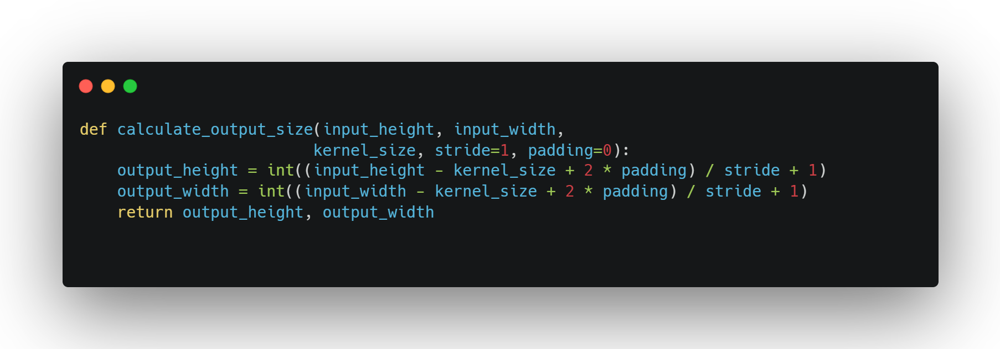 def calculate_output_size(input_height, input_width,
                         kernel_size, stride=1, padding=0):
    output_height = int((input_height - kernel_size + 2 * padding) / stride + 1)
    output_width = int((input_width - kernel_size + 2 * padding) / stride + 1)
    return output_height, output_width